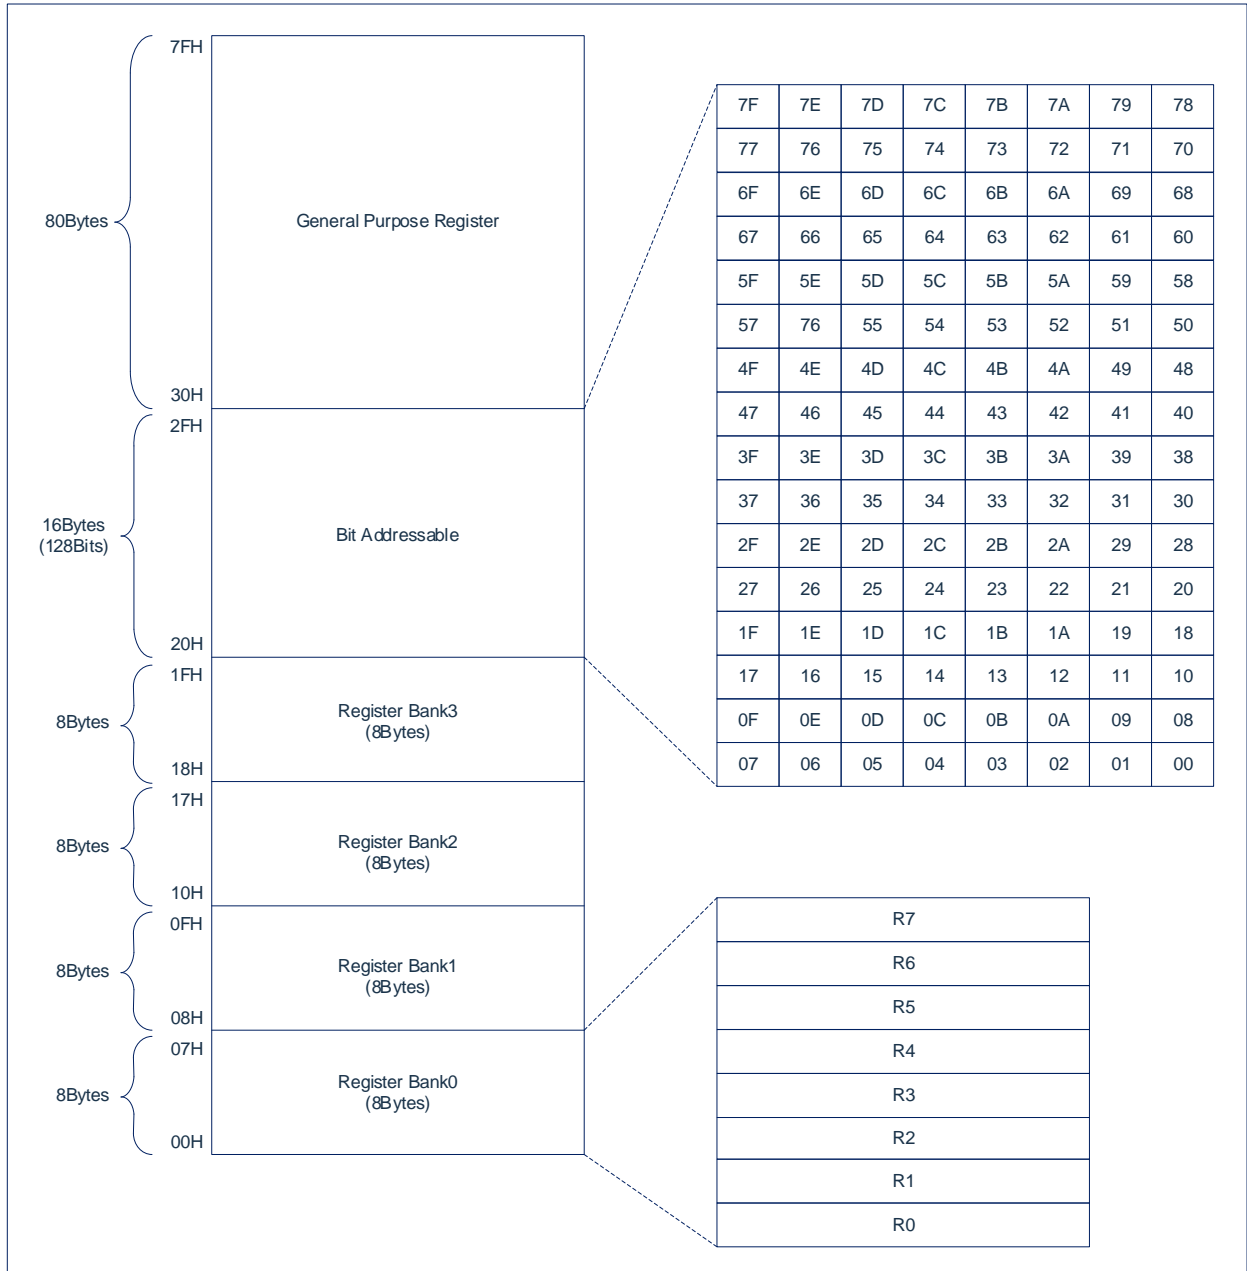 7FH
80Bytes
General Purpose Register
30H
2FH
16Bytes
(128Bits)
Bit Addressable
20H
1FH
8Bytes
Register Bank3
(8Bytes)
18H
17H
8Bytes
Register Bank2
(8Bytes)
10H
0FH
8Bytes
Register Bank1
(8Bytes)
08H
07H
8Bytes
Register Bank0
(8Bytes)
00H
7F 7E 7D 7C 7B 7A 79 78
77 76 75 74 73 72 71 70
6F 6E 6D 6C 6B 6A 69 68
67 66 65 64 63 62 61 60
5F 5E 5D 5C 5B 5A 59 58
57 76 55 54 53 52 51 50
4F 4E 4D 4C 4B 4A 49 48
47 46 45 44 43 42 41 40
3F 3E 3D 3C 3B 3A 39 38
37 36 35 34 33 32 31 30
2F 2E 2D 2C 2B 2A 29 28
27 26 25 24 23 22 21 20
1F 1E 1D 1C 1B 1A 19 18
17 16 15 14 13 12 11 10
0F 0E 0D 0C 0B 0A 09 08
07 06 05 04 03 02 01 00
R7
R6
R5
R4
R3
R2
R1
R0